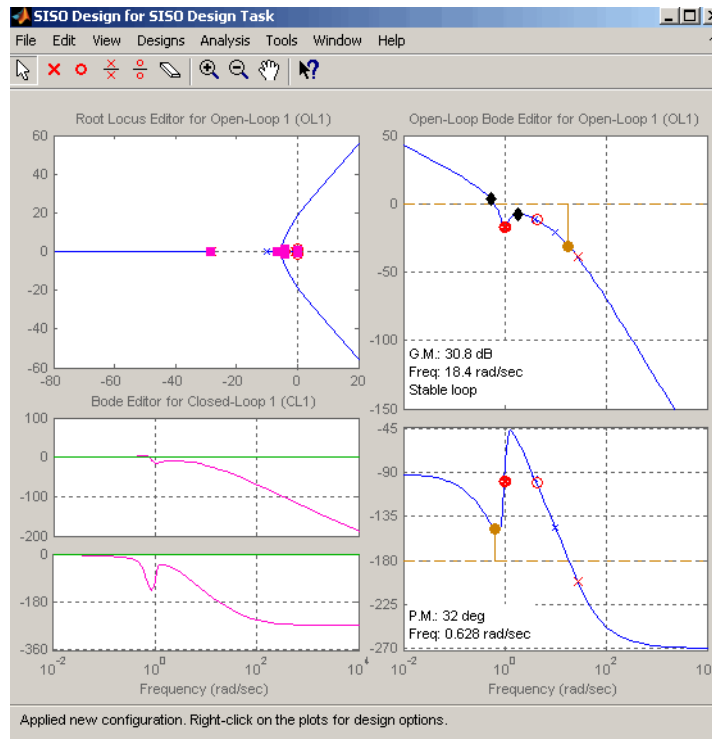 SISO Design for SISO Design Task
File Edit View Designs Analysis Tools Window Help
Root Locus Editor for Open-Loop 1 (OL1)
60
40
20
0
-20
-40
-60
-80 -60 -40 -20 0 20
Bode Editor for Closed-Loop 1 (CL1)
100
0
-100
-200
0
-180
-360
10^-2 10^0 10^2 10^4
Frequency (rad/sec)
Open-Loop Bode Editor for Open-Loop 1 (OL1)
50
0
-50
-100
-150
G.M.: 30.8 dB
Freq: 18.4 rad/sec
Stable loop
-45
-90
-135
-180
-225
-270
P.M.: 32 deg
Freq: 0.628 rad/sec
10^-2 10^0 10^2
Frequency (rad/sec)
Applied new configuration. Right-click on the plots for design options.